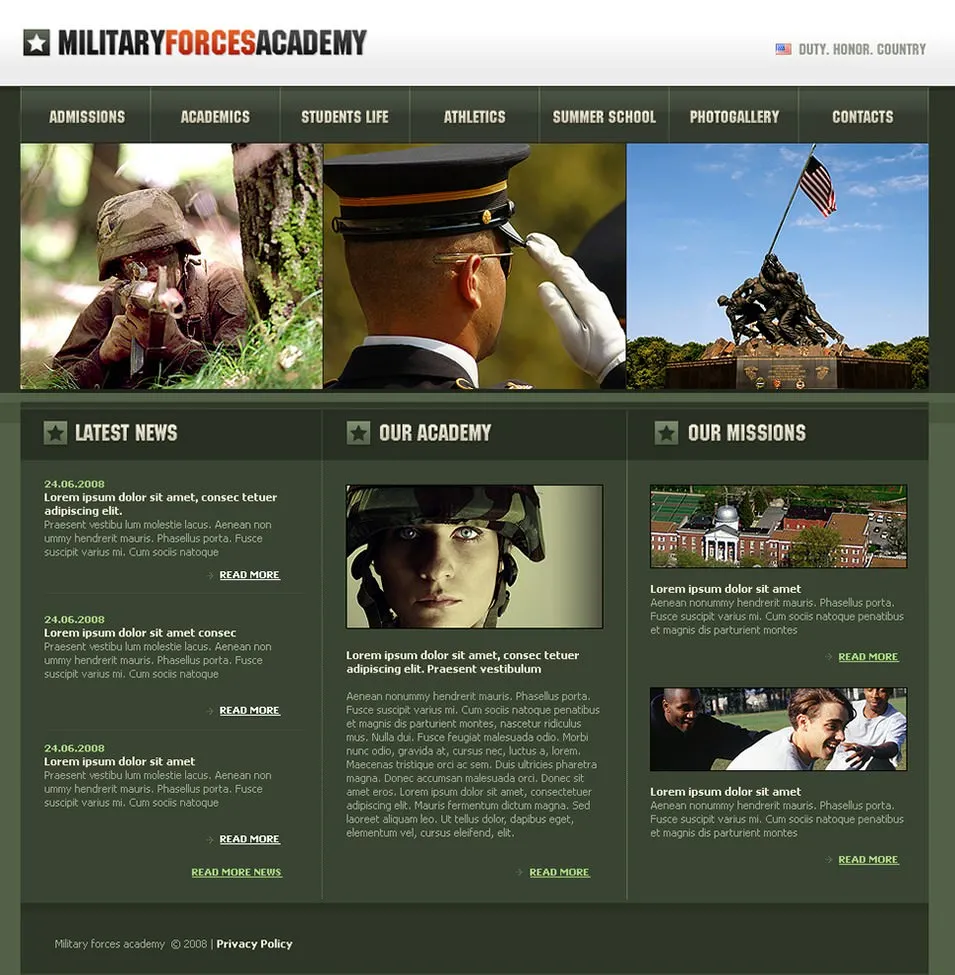 MILITARYFORCESACADEMY
DUTY. HONOR. COUNTRY
ADMISSIONS
ACADEMICS
STUDENTS LIFE
ATHLETICS
SUMMER SCHOOL
PHOTOGALLERY
CONTACTS
LATEST NEWS
24.06.2008
Lorem ipsum dolor sit amet, consec tetuer
adipiscing elit.
Praesent vestibu lum molestie lacus. Aenean non
ummy hendrerit mauris. Phasellus porta. Fusce
suscipit varius mi. Cum sociis natoque
READ MORE
24.06.2008
Lorem ipsum dolor sit amet consec
Praesent vestibu lum molestie lacus. Aenean non
ummy hendrerit mauris. Phasellus porta. Fusce
suscipit varius mi. Cum sociis natoque
READ MORE
24.06.2008
Lorem ipsum dolor sit amet
Praesent vestibu lum molestie lacus. Aenean non
ummy hendrerit mauris. Phasellus porta. Fusce
suscipit varius mi. Cum sociis natoque
READ MORE
READ MORE NEWS
OUR ACADEMY
Lorem ipsum dolor sit amet, consec tetuer
adipiscing elit. Praesent vestibulum
Aenean nonummy hendrerit mauris. Phasellus porta.
Fusce suscipit varius mi. Cum sociis natoque penatibus
et magnis dis parturient montes, nascetur ridiculus
mus. Nulla dui. Fusce feugiat malesuada odio. Morbi
nunc odio, gravida at, cursus nec, luctus a, lorem.
Maecenas tristique orci ac sem. Duis ultricies pharetra
magna. Donec accumsan malesuada orci. Donec sit
amet eros. Lorem ipsum dolor sit amet, consectetuer
adipiscing elit. Mauris fermentum dictum magna. Sed
laoreet aliquam leo. Ut tellus dolor, dapibus eget,
elementum vel, cursus eleifend, elit.
READ MORE
OUR MISSIONS
Lorem ipsum dolor sit amet
Aenean nonummy hendrerit mauris. Phasellus porta.
Fusce suscipit varius mi. Cum sociis natoque penatibus
et magnis dis parturient montes
READ MORE
Lorem ipsum dolor sit amet
Aenean nonummy hendrerit mauris. Phasellus porta.
Fusce suscipit varius mi. Cum sociis natoque penatibus
et magnis dis parturient montes
READ MORE
Military forces academy © 2008 | Privacy Policy